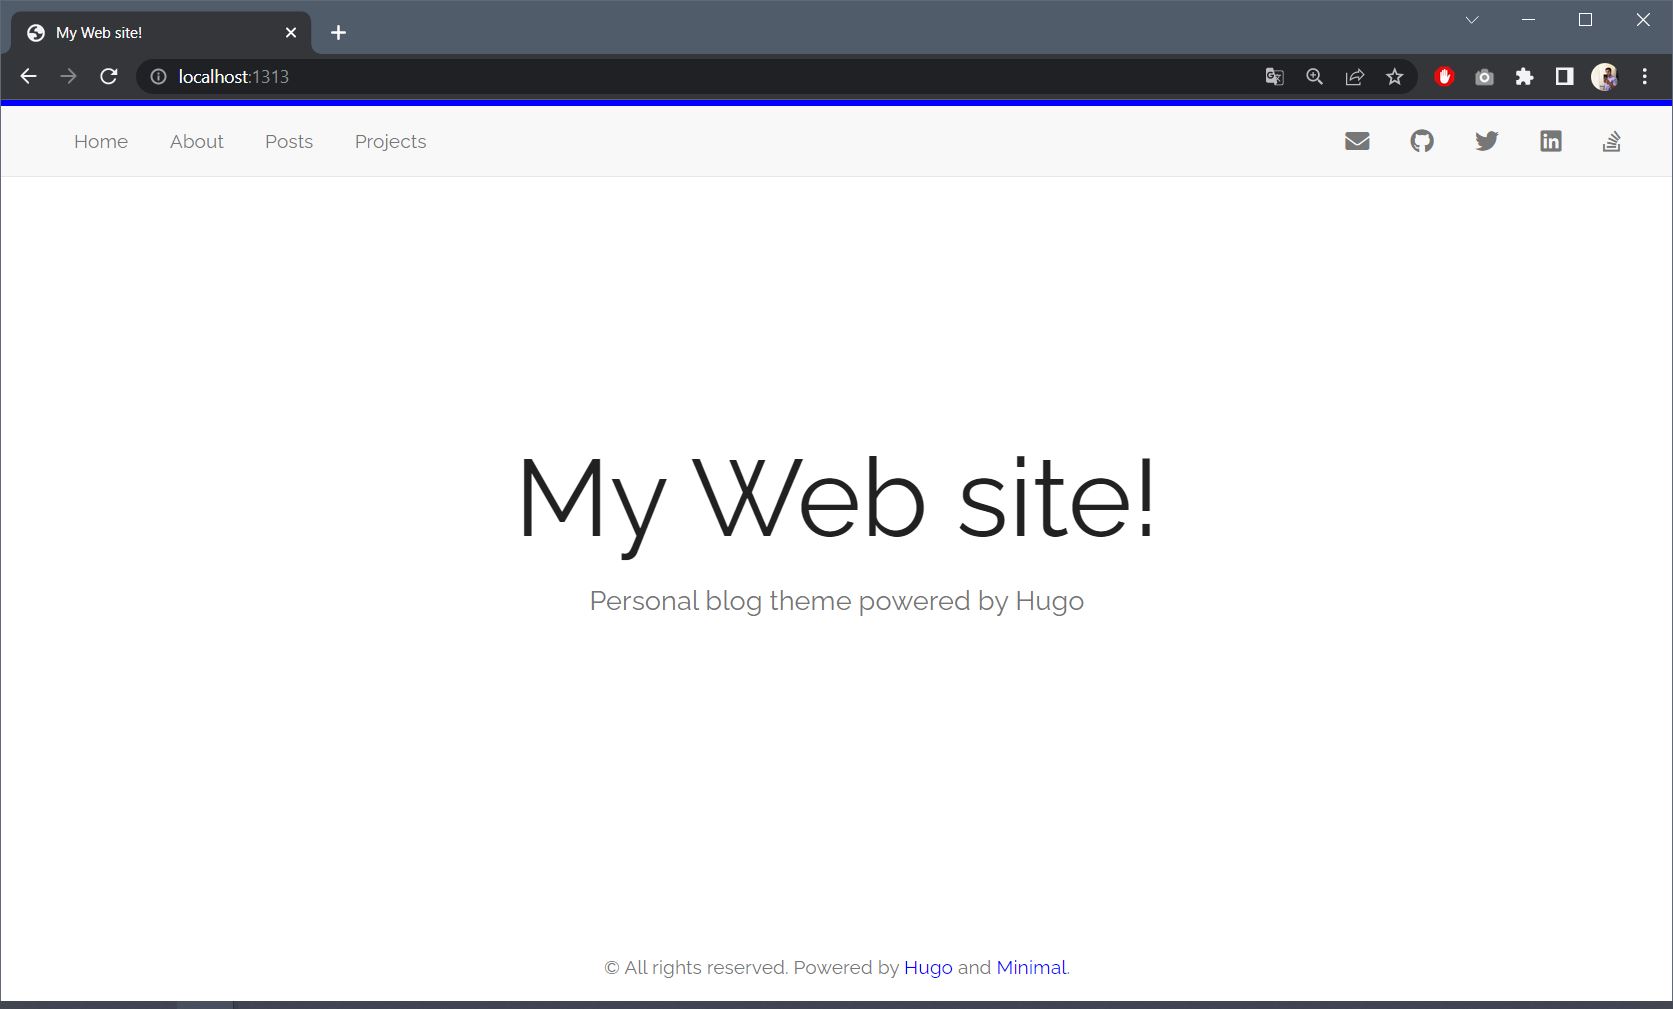 My Web site!
localhost:1313
Home About Posts Projects
My Web site!
Personal blog theme powered by Hugo
© All rights reserved. Powered by Hugo and Minimal.